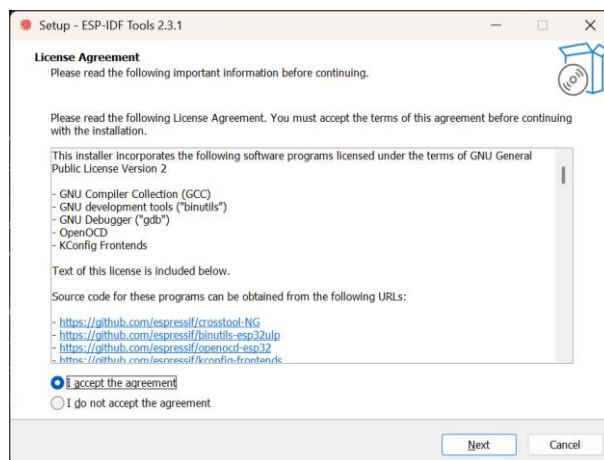 Setup - ESP-IDF Tools 2.3.1
License Agreement
Please read the following important information before continuing.
Please read the following License Agreement. You must accept the terms of this agreement before continuing
with the installation.
This installer incorporates the following software programs licensed under the terms of GNU General
Public License Version 2
- GNU Compiler Collection (GCC)
- GNU development tools ("binutils")
- GNU Debugger ("gdb")
- OpenOCD
- KConfig Frontends
Text of this license is included below.
Source code for these programs can be obtained from the following URLs:
- https://github.com/espressif/crosstool-NG
- https://github.com/espressif/binutils-esp32ulp
- https://github.com/espressif/openocd-esp32
- https://github.com/espressif/kconfig-frontends
I accept the agreement
I do not accept the agreement
Next
Cancel